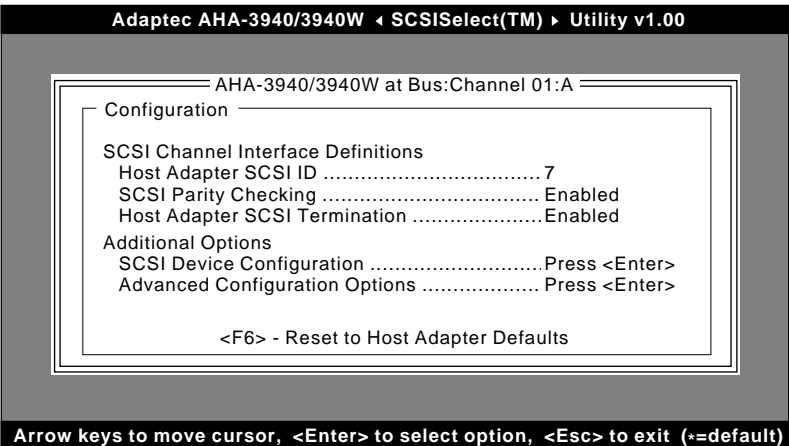 Adaptec AHA-3940/3940W ◂ SCSISelect(TM) ▸ Utility v1.00
AHA-3940/3940W at Bus:Channel 01:A
Configuration
SCSI Channel Interface Definitions
Host Adapter SCSI ID ................................... 7
SCSI Parity Checking ................................... Enabled
Host Adapter SCSI Termination .....................Enabled
Additional Options
SCSI Device Configuration ...........................Press <Enter>
Advanced Configuration Options ................... Press <Enter>
<F6> - Reset to Host Adapter Defaults
Arrow keys to move cursor, <Enter> to select option, <Esc> to exit (*=default)